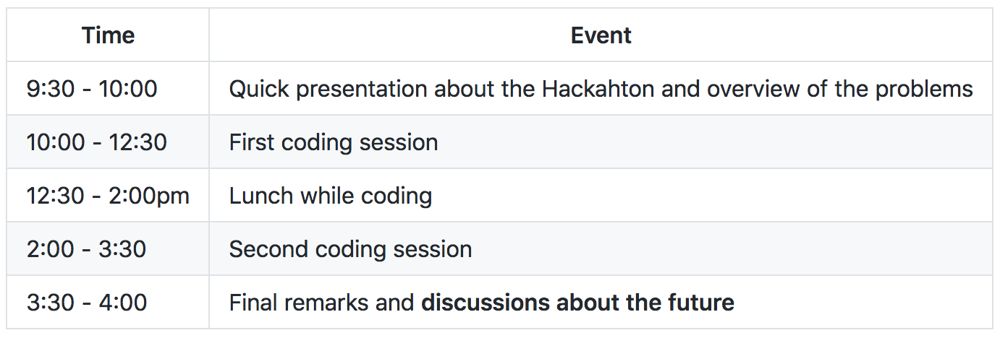 Time Event
9:30 - 10:00 Quick presentation about the Hackahton and overview of the problems
10:00 - 12:30 First coding session
12:30 - 2:00pm Lunch while coding
2:00 - 3:30 Second coding session
3:30 - 4:00 Final remarks and discussions about the future